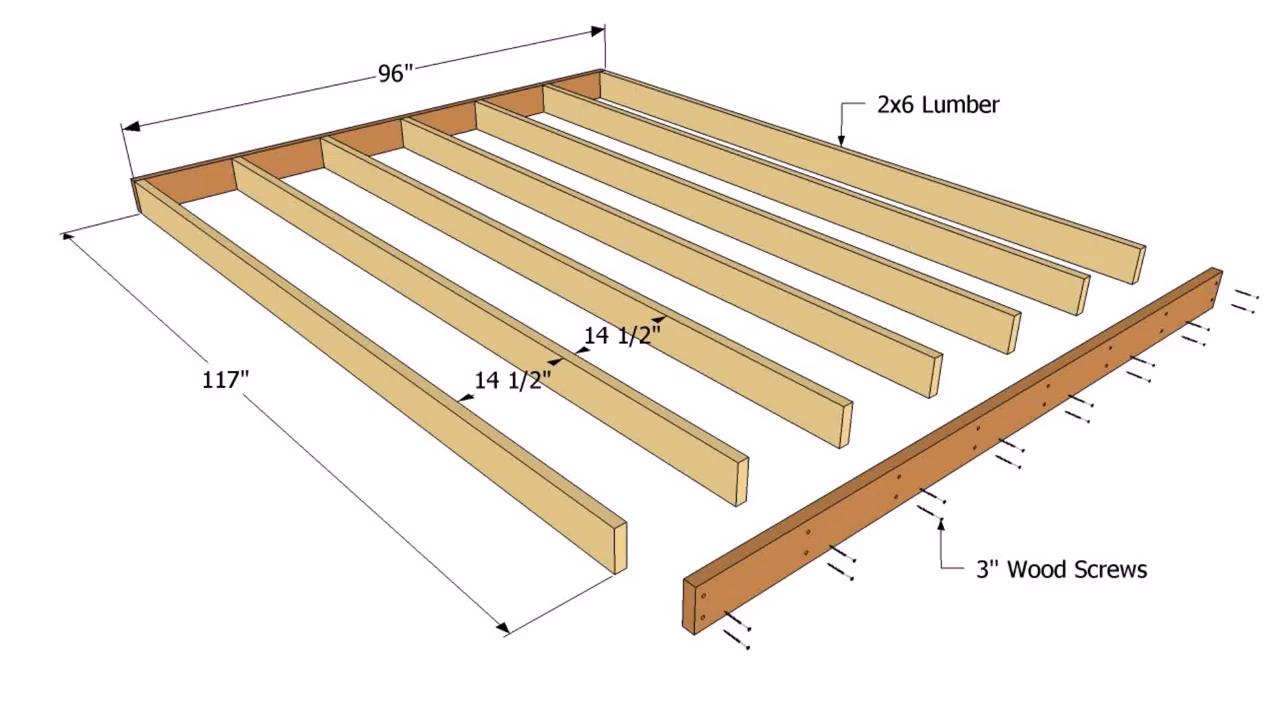 96"
2x6 Lumber
14 1/2"
14 1/2"
117"
3" Wood Screws